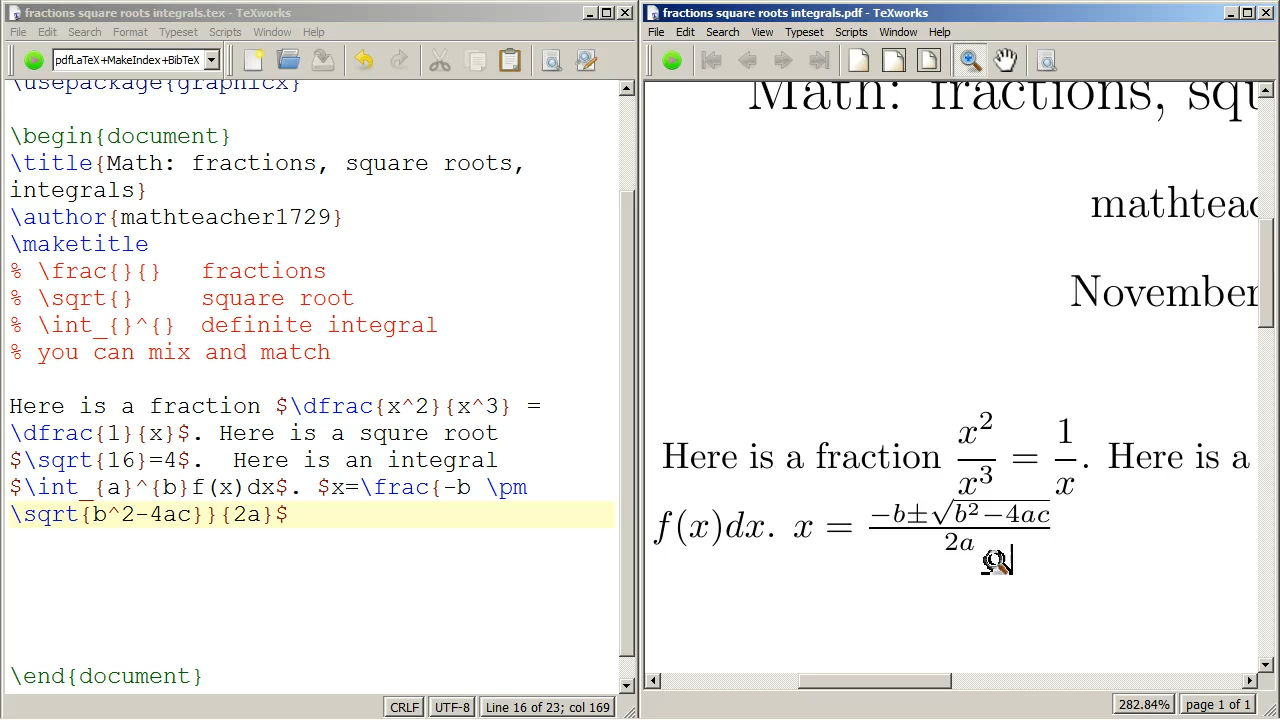 fractions square roots integrals.tex - TeXworks
File Edit Search Format Typeset Scripts Window Help
pdfLaTeX+MakeIndex+BibTeX
\usepackage{graphicx}
\begin{document}
\title{Math: fractions, square roots,
integrals}
\author{mathteacher1729}
\maketitle
% \frac{}{} fractions
% \sqrt{} square root
% \int_{}^{} definite integral
% you can mix and match
Here is a fraction $\dfrac{x^2}{x^3} =
\dfrac{1}{x}$. Here is a squre root
$\sqrt{16}=4$. Here is an integral
$\int_{a}^{b}f(x)dx$. $x=\frac{-b \pm
\sqrt{b^2-4ac}}{2a}$
\end{document}
CRLF UTF-8 Line 16 of 23; col 169
fractions square roots integrals.pdf - TeXworks
File Edit Search View Typeset Scripts Window Help
Math: fractions, squ
mathteac
November
Here is a fraction x²/x³ = 1/x. Here is a
f(x)dx. x = −b±√b²−4ac/2a
282.84% page 1 of 1